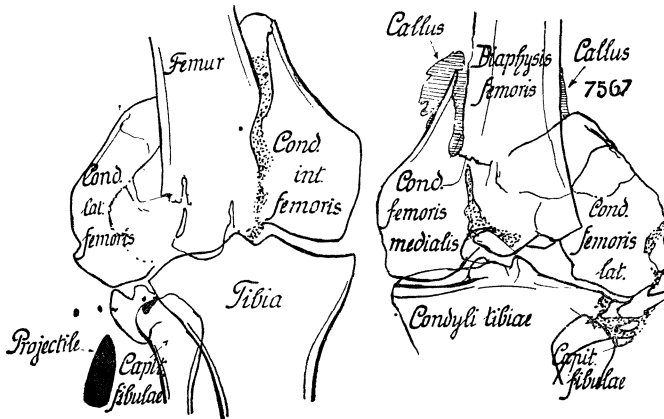 Femur
Cond.
int.
femoris
Cond.
lat.
femoris
Tibia
Projectile
Capit.
fibulae
Callus
Diaphysis
femoris
Callus
7567
Cond.
femoris
medialis
Cond.
femoris
lat.
Condyli tibiae
Capit.
fibulae